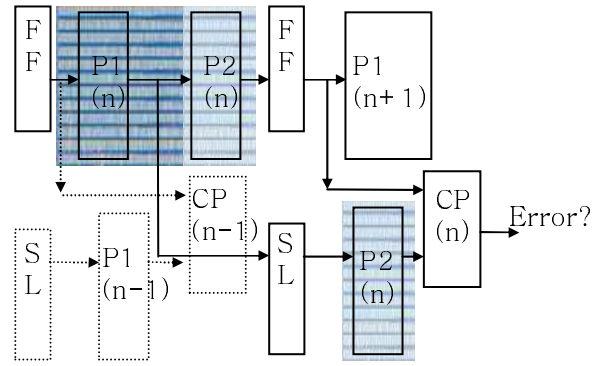 F
F
P1
(n)
P2
(n)
F
F
P1
(n+1)
CP
(n-1)
CP
(n)
Error?
S
L
P1
(n-1)
S
L
P2
(n)